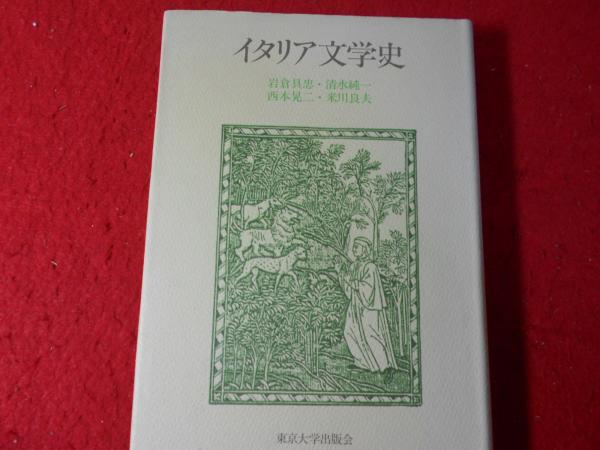 イタリア文学史
岩倉具忠・清水純一
西本晃二・米川良夫
東京大学出版会